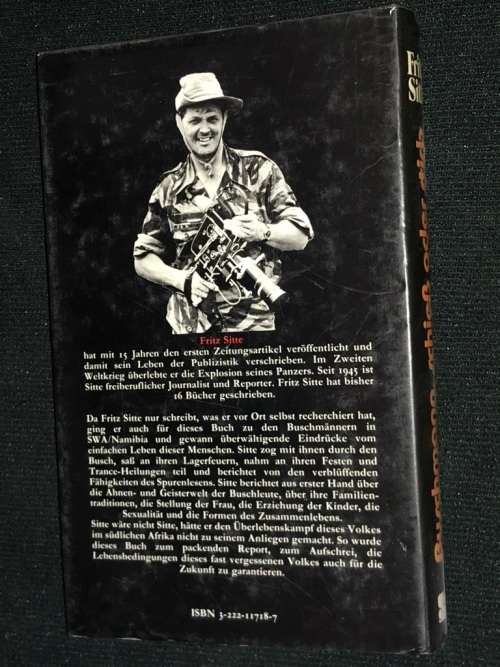 Fritz Sitte
hat mit 15 Jahren den ersten Zeitungsartikel veröffentlicht und
damit sein Leben der Publizistik verschrieben. Im Zweiten
Weltkrieg überlebte er die Explosion seines Panzers. Seit 1945 ist
Sitte freiberuflicher Journalist und Reporter. Fritz Sitte hat bisher
16 Bücher geschrieben.
Da Fritz Sitte nur schreibt, was er vor Ort selbst recherchiert hat,
ging er auch für dieses Buch zu den Buschmännern in
SWA/Namibia und gewann überwältigende Eindrücke vom
einfachen Leben dieser Menschen. Sitte zog mit ihnen durch den
Busch, saß an ihren Lagerfeuern, nahm an ihren Festen und
Trance-Heilungen teil und berichtet von den verblüffenden
Fähigkeiten des Spurenlesens. Sitte berichtet aus erster Hand über
die Ahnen- und Geisterwelt der Buschleute, über ihre Familien-
traditionen, die Stellung der Frau, die Erziehung der Kinder, die
Sexualität und die Formen des Zusammenlebens.
Sitte wäre nicht Sitte, hätte er den Überlebenskampf dieses Volkes
im südlichen Afrika nicht zu seinem Anliegen gemacht. So wurde
dieses Buch zum packenden Report, zum Aufschrei, die
Lebensbedingungen dieses fast vergessenen Volkes auch für die
Zukunft zu garantieren.
ISBN 3-222-11718-7
Fritz
Sitte
Buschmann, schieß oder stirb